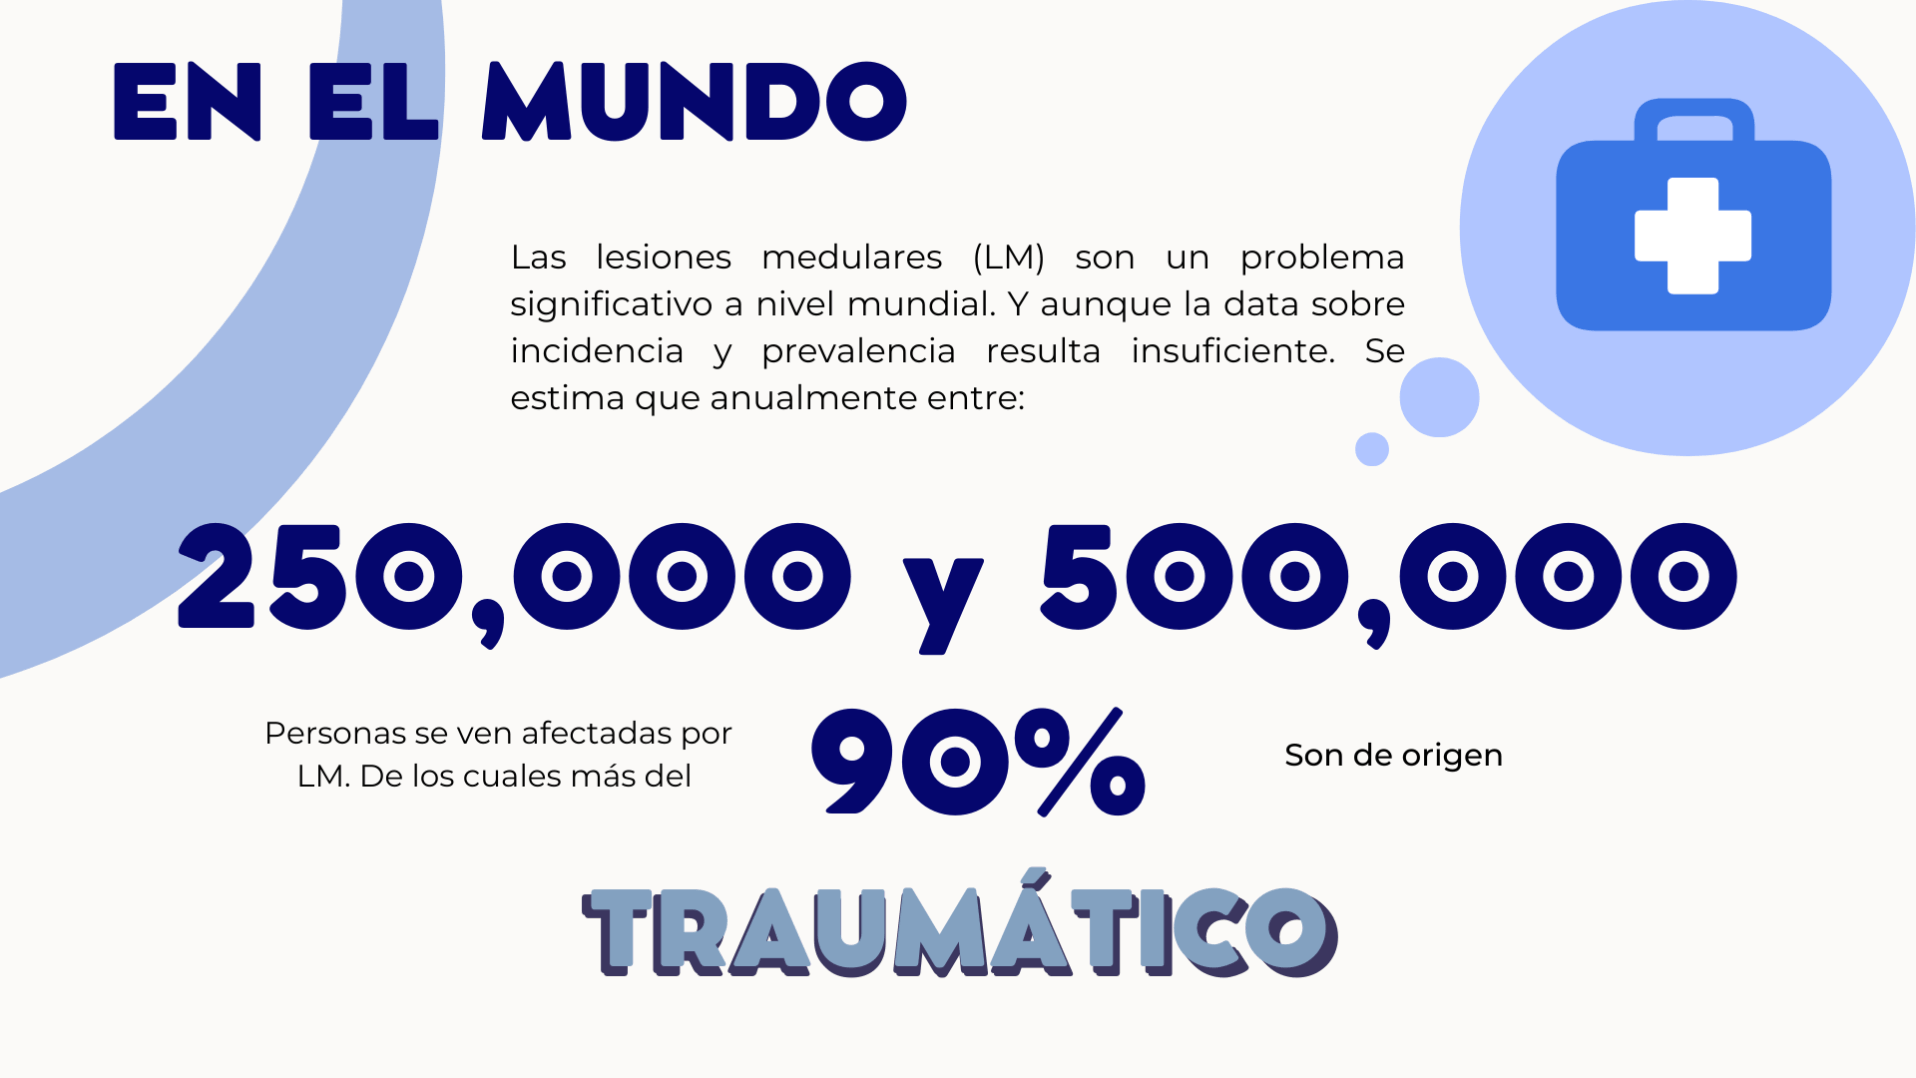 EN EL MUNDO
Las lesiones medulares (LM) son un problema
significativo a nivel mundial. Y aunque la data sobre
incidencia y prevalencia resulta insuficiente. Se
estima que anualmente entre:
250,000 y 500,000
Personas se ven afectadas por
LM. De los cuales más del
90%
Son de origen
TRAUMÁTICO